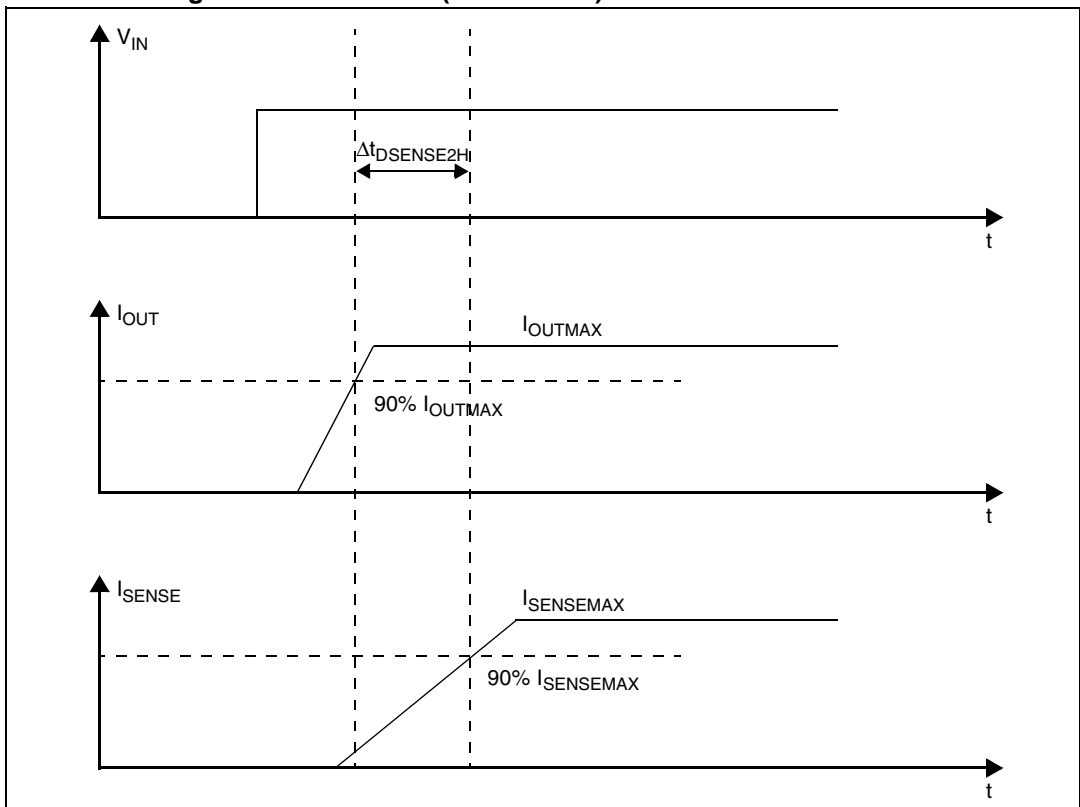 V_IN
Δt_DSENSE2H
t
I_OUT
I_OUTMAX
90% I_OUTMAX
t
I_SENSE
I_SENSEMAX
90% I_SENSEMAX
t